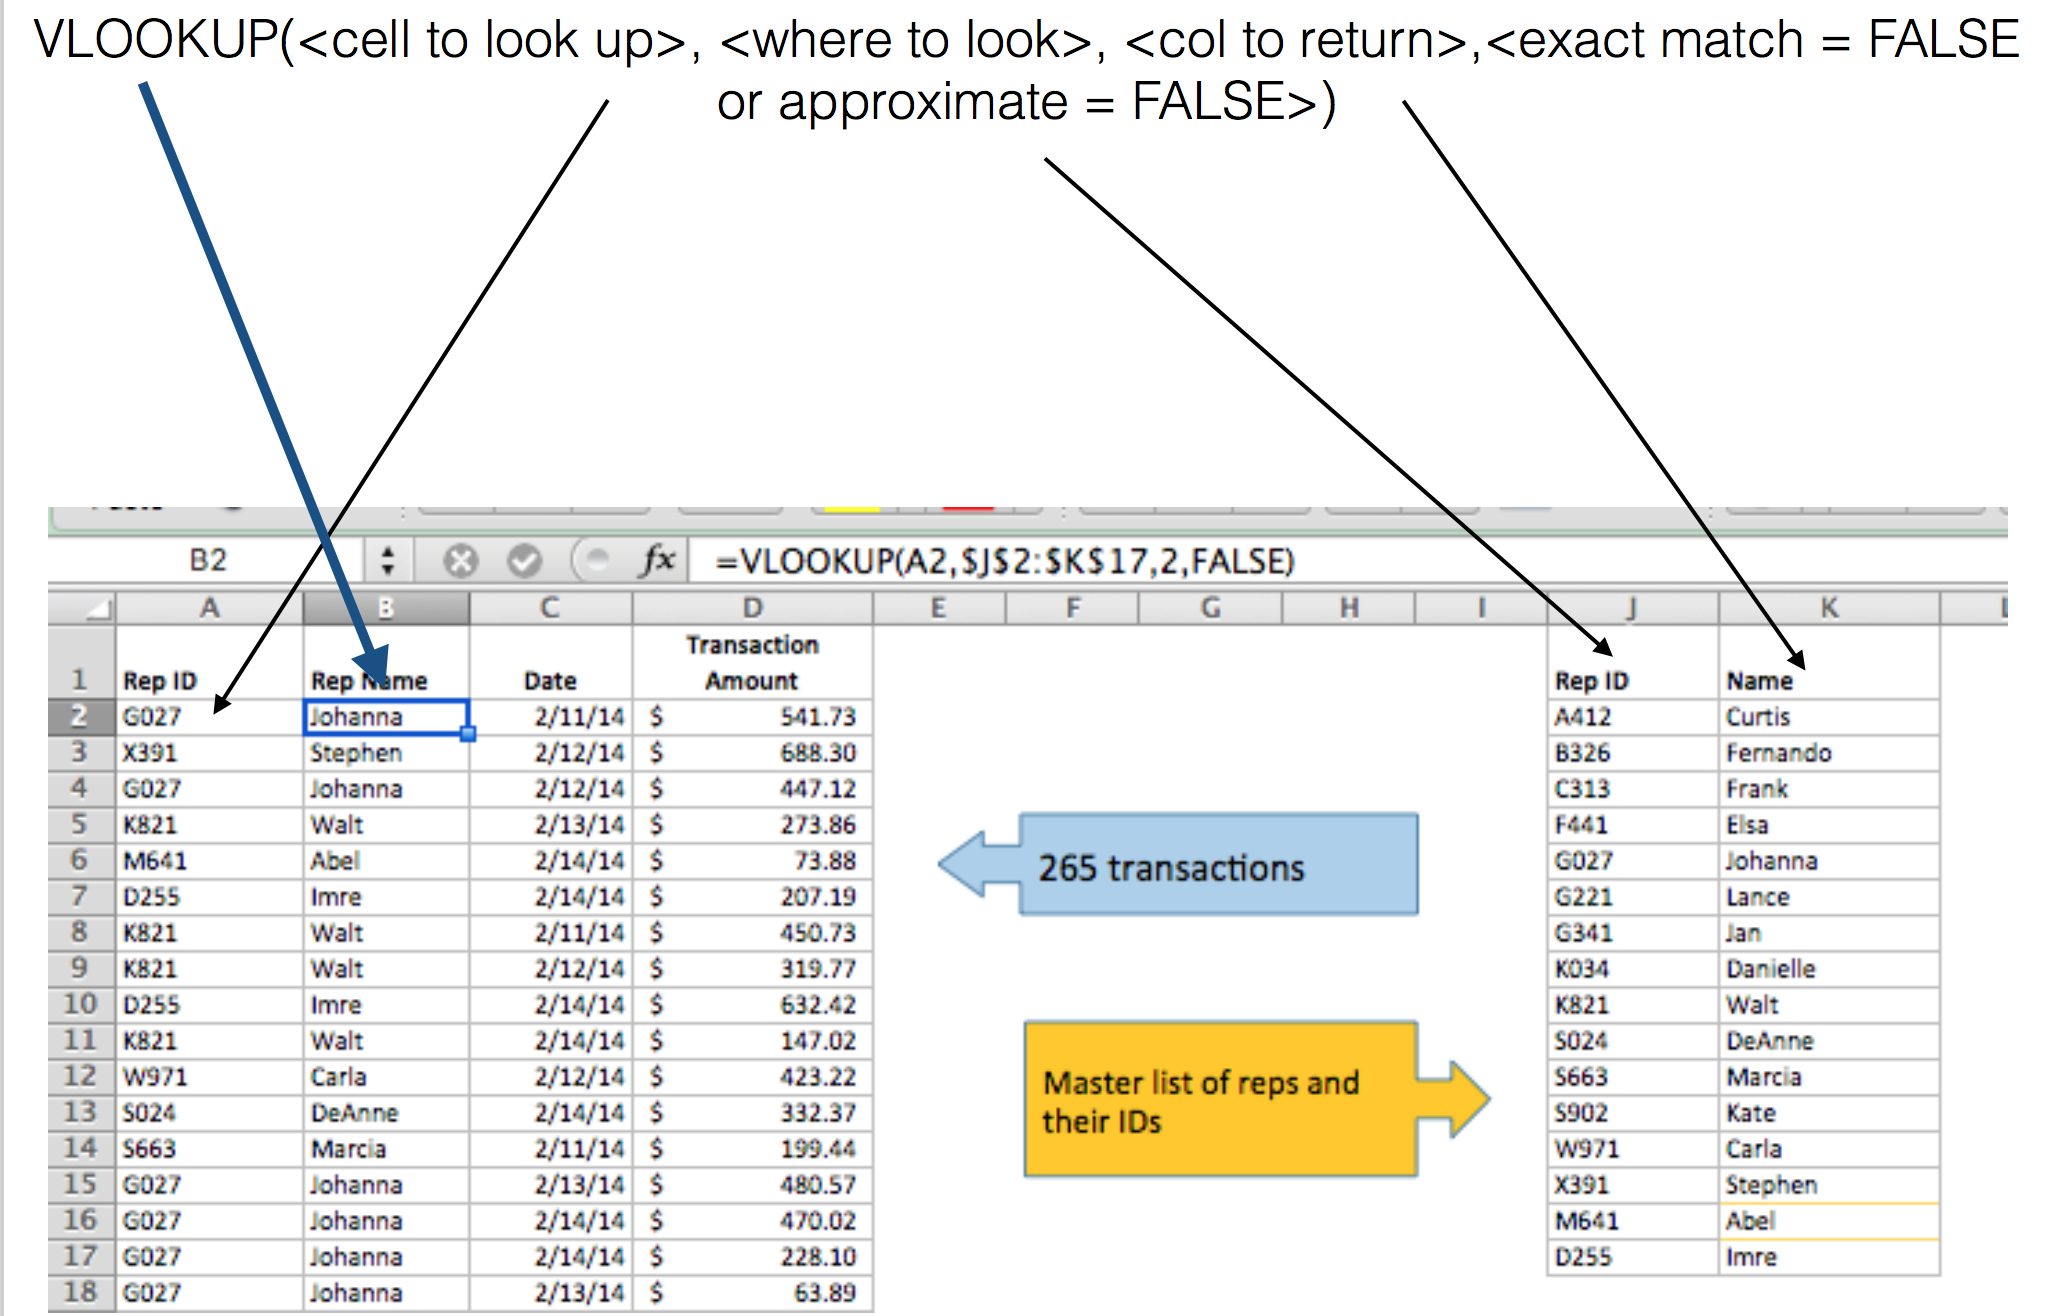 VLOOKUP(<cell to look up>, <where to look>, <col to return>,<exact match = FALSE
or approximate = FALSE>)
B2 fx =VLOOKUP(A2,$J$2:$K$17,2,FALSE)
A B C D E F G H I J K L
Transaction
1 Rep ID Rep Name Date Amount Rep ID Name
2 G027 Johanna 2/11/14 $ 541.73 A412 Curtis
3 X391 Stephen 2/12/14 $ 688.30 B326 Fernando
4 G027 Johanna 2/12/14 $ 447.12 C313 Frank
5 K821 Walt 2/13/14 $ 273.86 F441 Elsa
6 M641 Abel 2/14/14 $ 73.88 265 transactions G027 Johanna
7 D255 Imre 2/14/14 $ 207.19 G221 Lance
8 K821 Walt 2/11/14 $ 450.73 G341 Jan
9 K821 Walt 2/12/14 $ 319.77 K034 Danielle
10 D255 Imre 2/14/14 $ 632.42 K821 Walt
11 K821 Walt 2/14/14 $ 147.02 S024 DeAnne
12 W971 Carla 2/12/14 $ 423.22 Master list of reps and S663 Marcia
13 S024 DeAnne 2/14/14 $ 332.37 their IDs S902 Kate
14 S663 Marcia 2/11/14 $ 199.44 W971 Carla
15 G027 Johanna 2/13/14 $ 480.57 X391 Stephen
16 G027 Johanna 2/14/14 $ 470.02 M641 Abel
17 G027 Johanna 2/14/14 $ 228.10 D255 Imre
18 G027 Johanna 2/13/14 $ 63.89